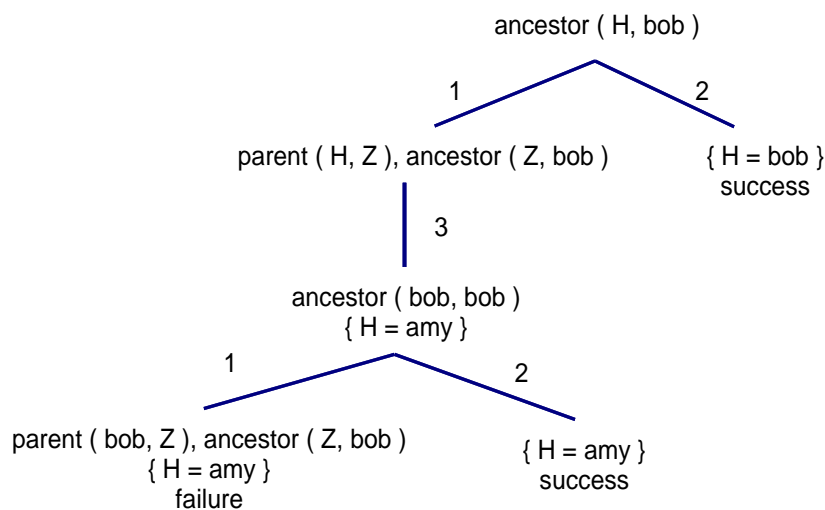 ancestor ( H, bob )
1
2
parent ( H, Z ), ancestor ( Z, bob )
{ H = bob }
success
3
ancestor ( bob, bob )
{ H = amy }
1
2
parent ( bob, Z ), ancestor ( Z, bob )
{ H = amy }
failure
{ H = amy }
success